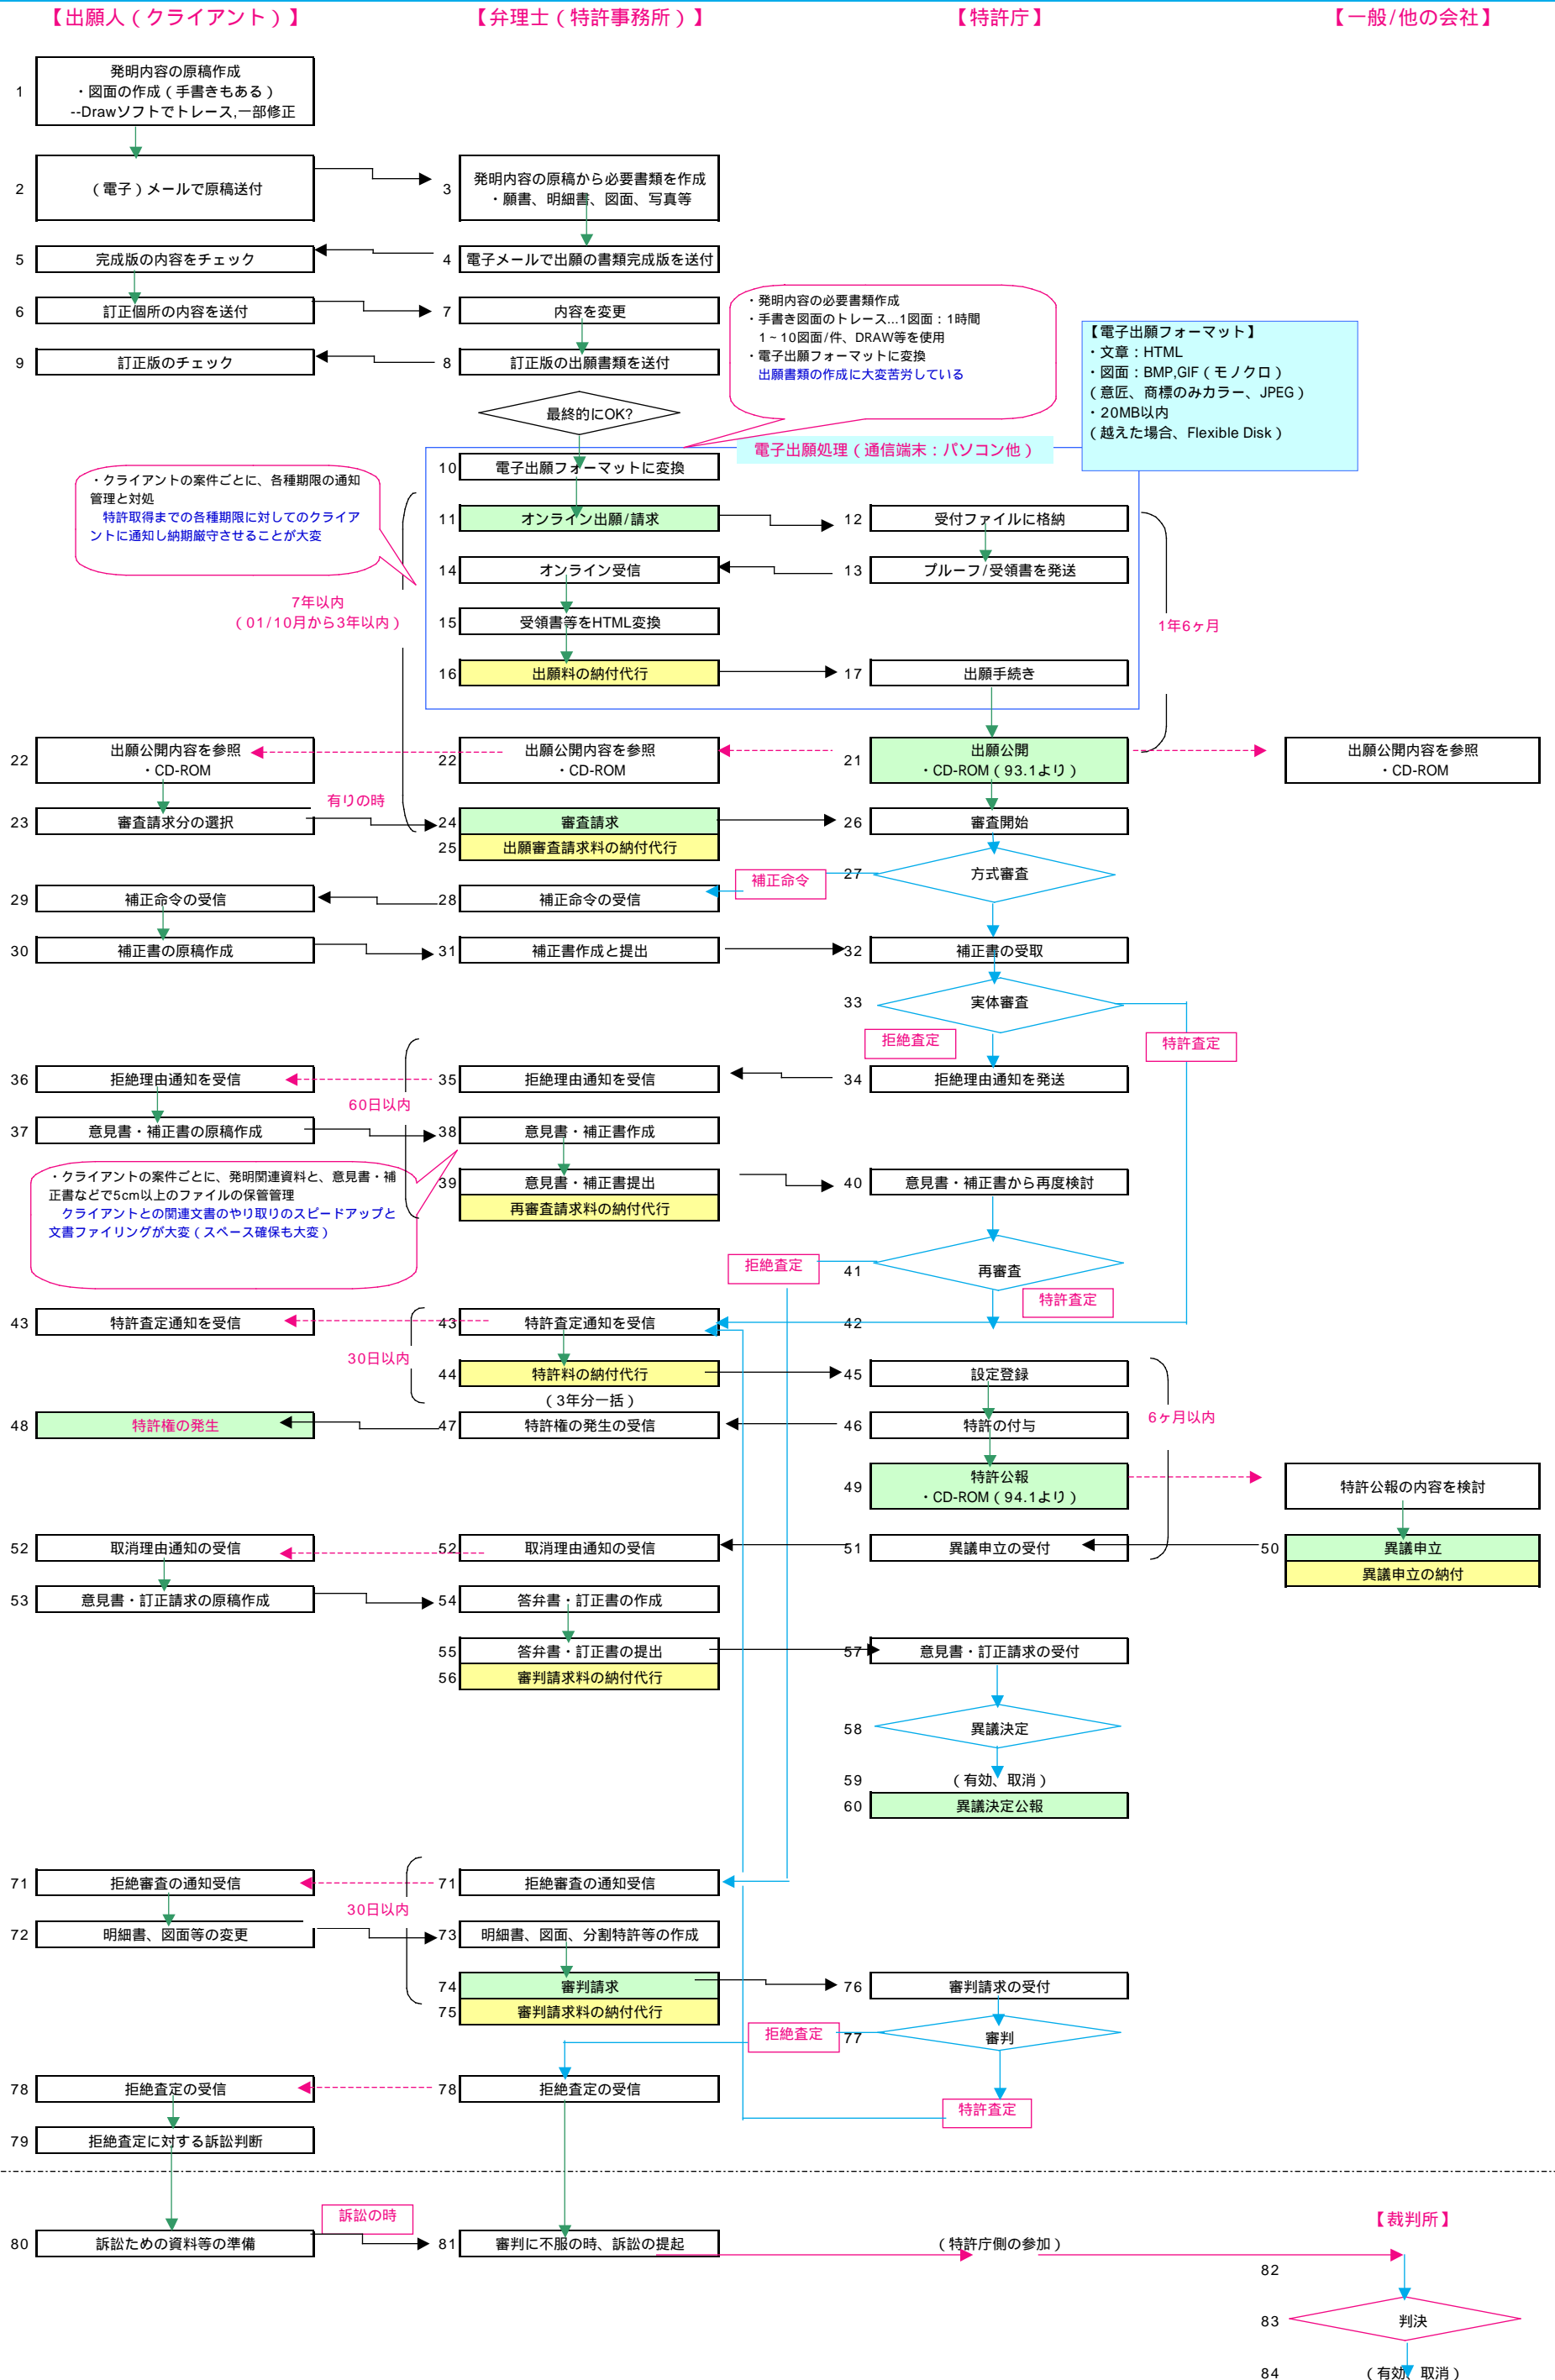 【出願人(クライアント)】
【弁理士(特許事務所)】
【特許庁】
【一般/他の会社】
1
発明内容の原稿作成
・図面の作成(手書きもある)
--Drawソフトでトレース,一部修正
2
(電子)メールで原稿送付
3
発明内容の原稿から必要書類を作成
・願書、明細書、図面、写真等
5
完成版の内容をチェック
4
電子メールで出願の書類完成版を送付
6
訂正個所の内容を送付
7
内容を変更
9
訂正版のチェック
8
訂正版の出願書類を送付
・発明内容の必要書類作成
・手書き図面のトレース...1図面:1時間
1~10図面/件、DRAW等を使用
・電子出願フォーマットに変換
出願書類の作成に大変苦労している
【電子出願フォーマット】
・文章:HTML
・図面:BMP,GIF(モノクロ)
(意匠、商標のみカラー、JPEG)
・20MB以内
(越えた場合、Flexible Disk)
最終的にOK?
電子出願処理(通信端末:パソコン他)
10
電子出願フォーマットに変換
・クライアントの案件ごとに、各種期限の通知
管理と対処
特許取得までの各種期限に対してのクライア
ントに通知し納期厳守させることが大変
11
オンライン出願/請求
12
受付ファイルに格納
14
オンライン受信
13
プルーフ/受領書を発送
7年以内
(01/10月から3年以内)
15
受領書等をHTML変換
1年6ヶ月
16
出願料の納付代行
17
出願手続き
22
出願公開内容を参照
・CD-ROM
22
出願公開内容を参照
・CD-ROM
21
出願公開
・CD-ROM(93.1より)
出願公開内容を参照
・CD-ROM
23
審査請求分の選択
有りの時
24
審査請求
26
審査開始
25
出願審査請求料の納付代行
27
方式審査
補正命令
29
補正命令の受信
28
補正命令の受信
30
補正書の原稿作成
31
補正書作成と提出
32
補正書の受取
33
実体審査
拒絶査定
特許査定
36
拒絶理由通知を受信
35
拒絶理由通知を受信
34
拒絶理由通知を発送
60日以内
37
意見書・補正書の原稿作成
38
意見書・補正書作成
・クライアントの案件ごとに、発明関連資料と、意見書・補
正書などで5cm以上のファイルの保管管理
クライアントとの関連文書のやり取りのスピードアップと
文書ファイリングが大変(スペース確保も大変)
39
意見書・補正書提出
再審査請求料の納付代行
40
意見書・補正書から再度検討
拒絶査定
41
再審査
特許査定
43
特許査定通知を受信
43
特許査定通知を受信
42
30日以内
44
特許料の納付代行
(3年分一括)
45
設定登録
48
特許権の発生
47
特許権の発生の受信
46
特許の付与
6ヶ月以内
49
特許公報
・CD-ROM(94.1より)
特許公報の内容を検討
52
取消理由通知の受信
52
取消理由通知の受信
51
異議申立の受付
50
異議申立
異議申立の納付
53
意見書・訂正請求の原稿作成
54
答弁書・訂正書の作成
55
答弁書・訂正書の提出
57
意見書・訂正請求の受付
56
審判請求料の納付代行
58
異議決定
59
(有効、取消)
60
異議決定公報
71
拒絶審査の通知受信
71
拒絶審査の通知受信
30日以内
72
明細書、図面等の変更
73
明細書、図面、分割特許等の作成
74
審判請求
76
審判請求の受付
75
審判請求料の納付代行
拒絶査定
77
審判
78
拒絶査定の受信
78
拒絶査定の受信
特許査定
79
拒絶査定に対する訴訟判断
訴訟の時
【裁判所】
80
訴訟ための資料等の準備
81
審判に不服の時、訴訟の提起
(特許庁側の参加)
82
83
判決
84
(有効、取消)